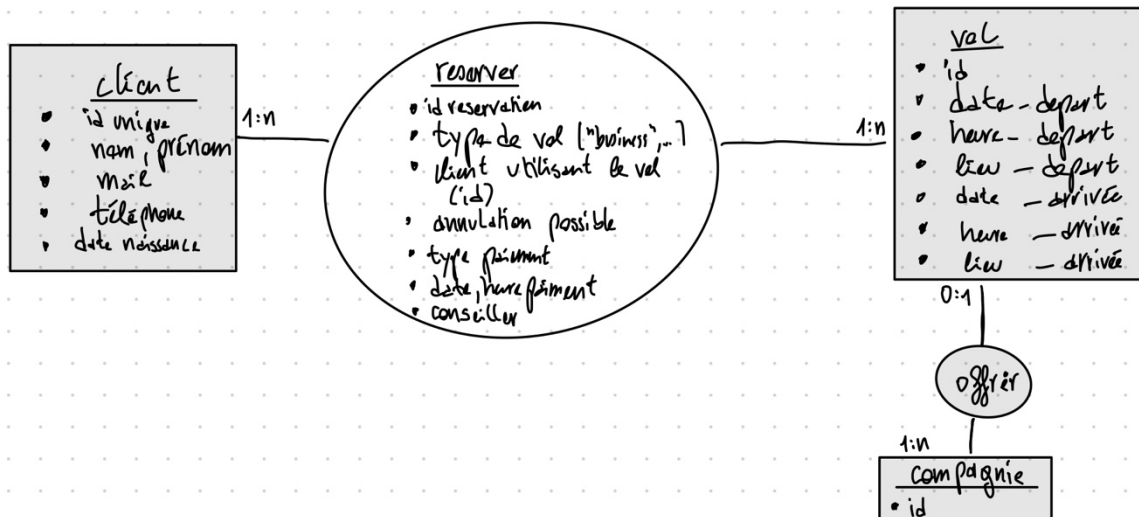 client
• id unique
• nom, prénom
• mail
• téléphone
• date naissance
1:n
reserver
• id reservation
• type de vol ["business",..]
• client utilisant le vol
(id)
• annulation possible
• type paiement
• date, heure paiment
• conseiller
1:n
vol
• id
• date - depart
• heure - depart
• lieu - depart
• date - arrivée
• heure - arrivée
• lieu - arrivée
0:1
offrir
1:n
compagnie
• id